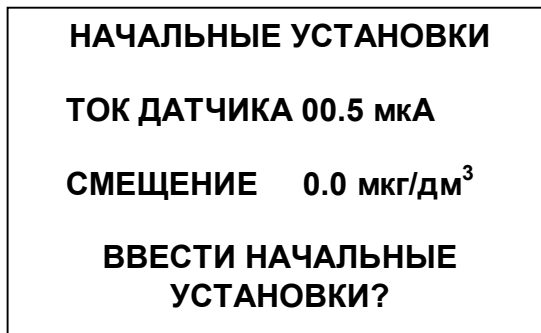 НАЧАЛЬНЫЕ УСТАНОВКИ
ТОК ДАТЧИКА 00.5 мкА
СМЕЩЕНИЕ 0.0 мкг/дм³
ВВЕСТИ НАЧАЛЬНЫЕ
УСТАНОВКИ?